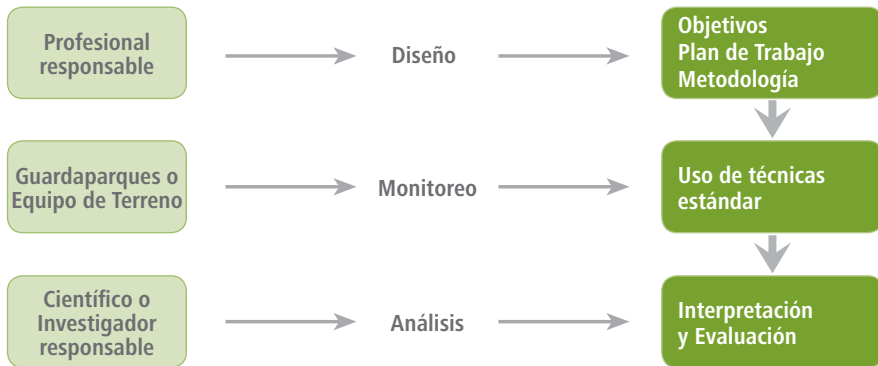 Profesional
responsable
Diseño
Objetivos
Plan de Trabajo
Metodología
Guardaparques o
Equipo de Terreno
Monitoreo
Uso de técnicas
estándar
Científico o
Investigador
responsable
Análisis
Interpretación
y Evaluación